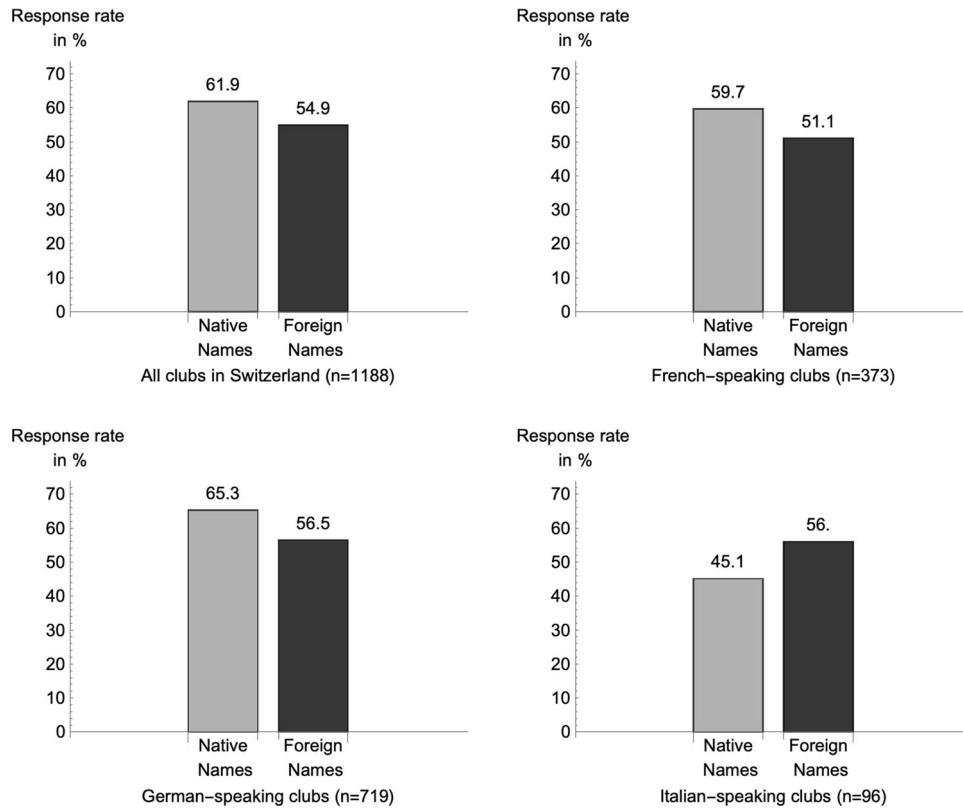 Response rate
in %
70
60
50
40
30
20
10
0
61.9
54.9
Native
Names
Foreign
Names
All clubs in Switzerland (n=1188)
Response rate
in %
70
60
50
40
30
20
10
0
59.7
51.1
Native
Names
Foreign
Names
French–speaking clubs (n=373)
Response rate
in %
70
60
50
40
30
20
10
0
65.3
56.5
Native
Names
Foreign
Names
German–speaking clubs (n=719)
Response rate
in %
70
60
50
40
30
20
10
0
45.1
56.
Native
Names
Foreign
Names
Italian–speaking clubs (n=96)